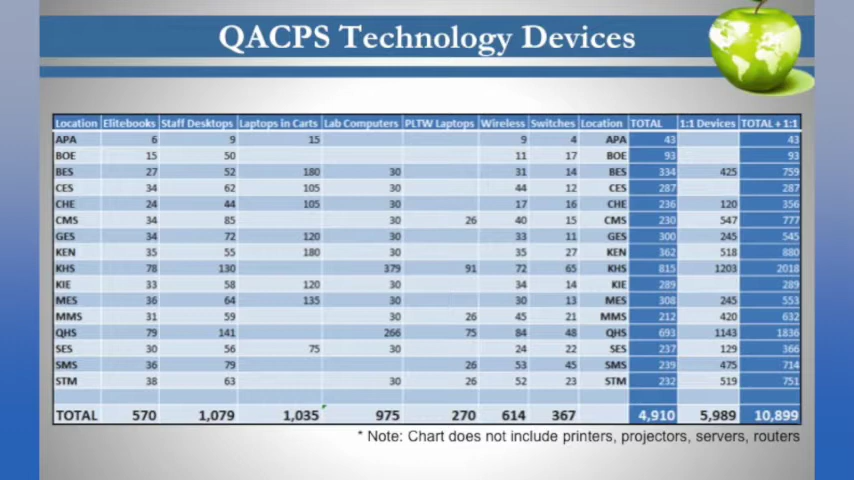 QACPS Technology Devices
Location Elitebooks Staff Desktops Laptops in Carts Lab Computers PLTW Laptops Wireless Switches Location TOTAL 1:1 Devices TOTAL + 1:1
APA 6 9 15 9 4 APA 43 43
BOE 15 50 11 17 BOE 93 93
BES 27 52 180 30 31 14 BES 334 425 759
CES 34 62 105 30 44 12 CES 287 287
CHE 24 44 105 30 17 16 CHE 236 120 356
CMS 34 85 30 26 40 15 CMS 230 547 777
GES 34 72 120 30 33 11 GES 300 245 545
KEN 35 55 180 30 35 27 KEN 362 518 880
KHS 78 130 379 91 72 65 KHS 815 1203 2018
KIE 33 58 120 30 34 14 KIE 289 289
MES 36 64 135 30 30 13 MES 308 245 553
MMS 31 59 30 26 45 21 MMS 212 420 632
QHS 79 141 266 75 84 48 QHS 693 1143 1836
SES 30 56 75 30 24 22 SES 237 129 366
SMS 36 79 26 53 45 SMS 239 475 714
STM 38 63 30 26 52 23 STM 232 519 751
TOTAL 570 1,079 1,035 975 270 614 367 4,910 5,989 10,899
* Note: Chart does not include printers, projectors, servers, routers